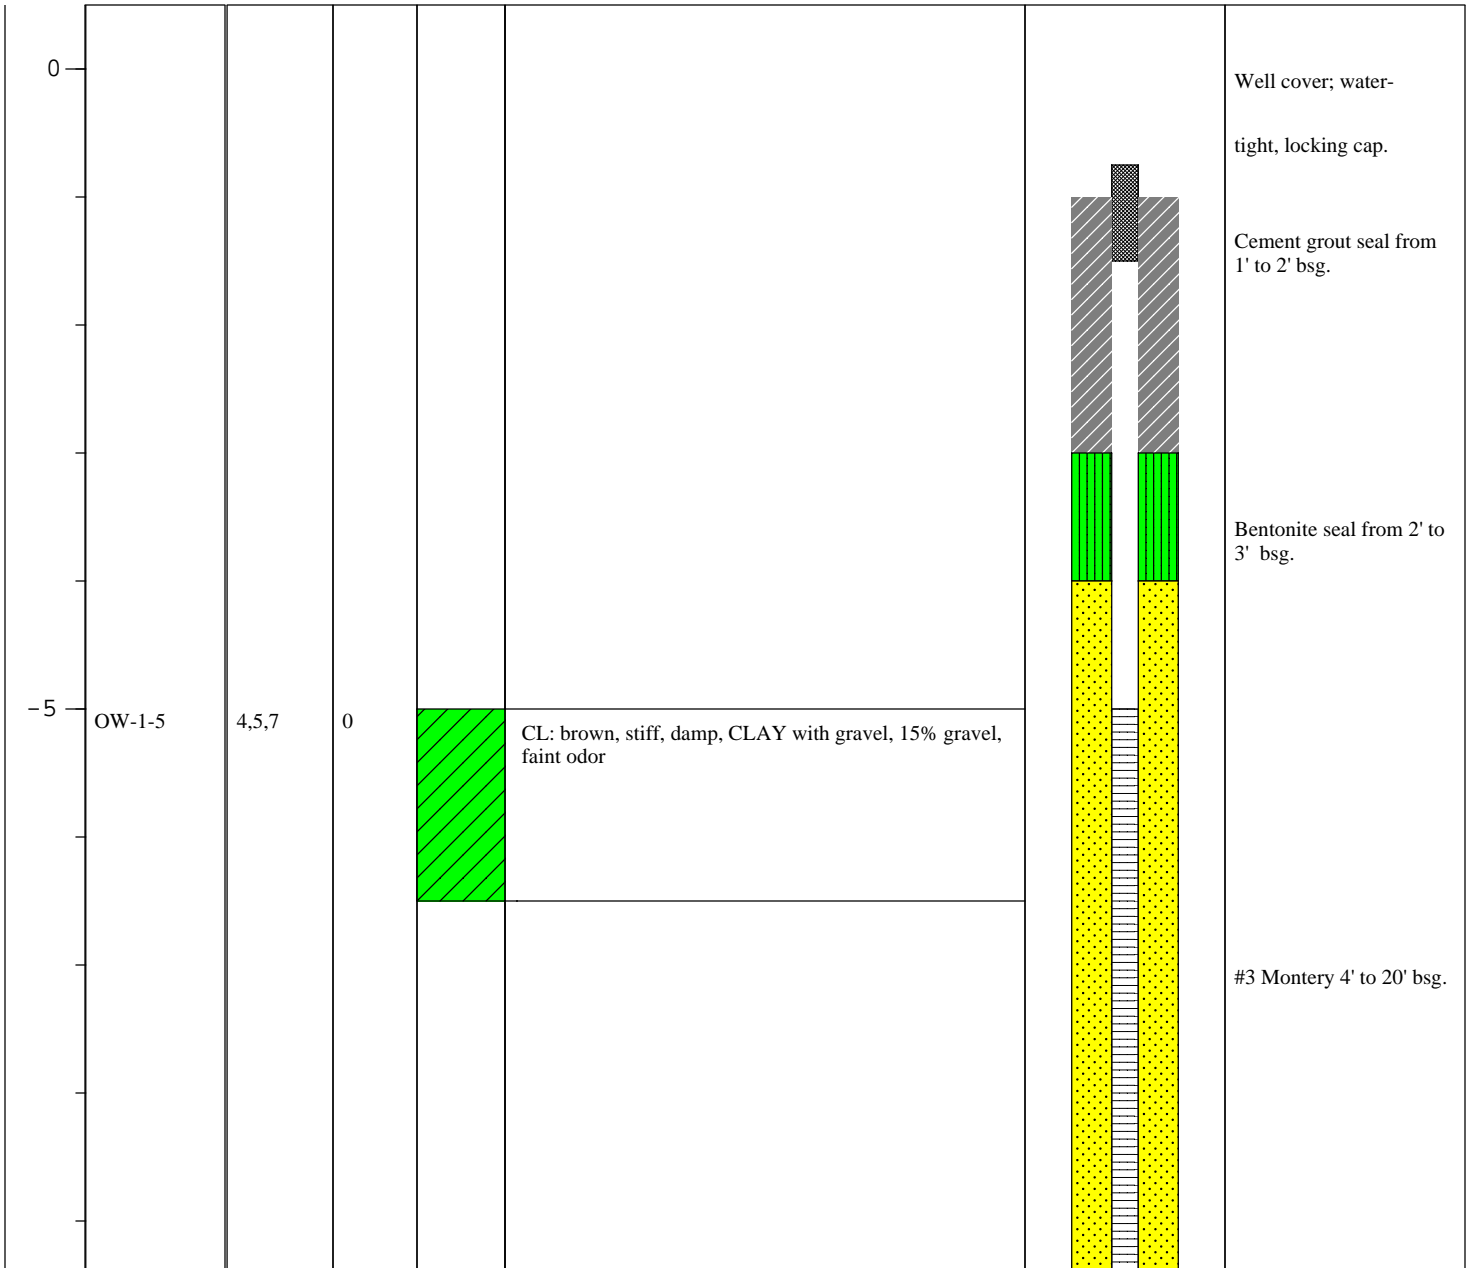 0
Well cover; water-
tight, locking cap.
Cement grout seal from
1' to 2' bsg.
Bentonite seal from 2' to
3' bsg.
-5
OW-1-5 4,5,7 0
CL: brown, stiff, damp, CLAY with gravel, 15% gravel,
faint odor
#3 Montery 4' to 20' bsg.